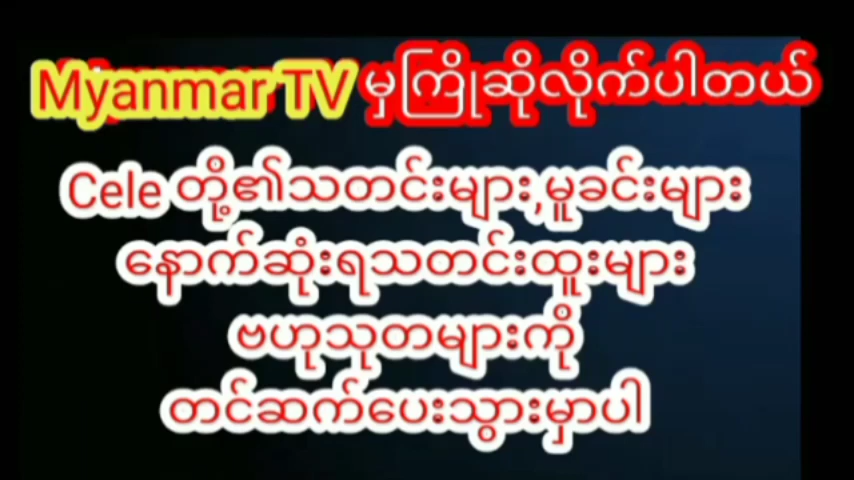 Myanmar TV မှကြိုဆိုလိုက်ပါတယ်
Cele တို့၏သတင်းများ,မူခင်းများ
နောက်ဆုံးရသတင်းထူးများ
ဗဟုသုတများကို
တင်ဆက်ပေးသွားမှာပါ